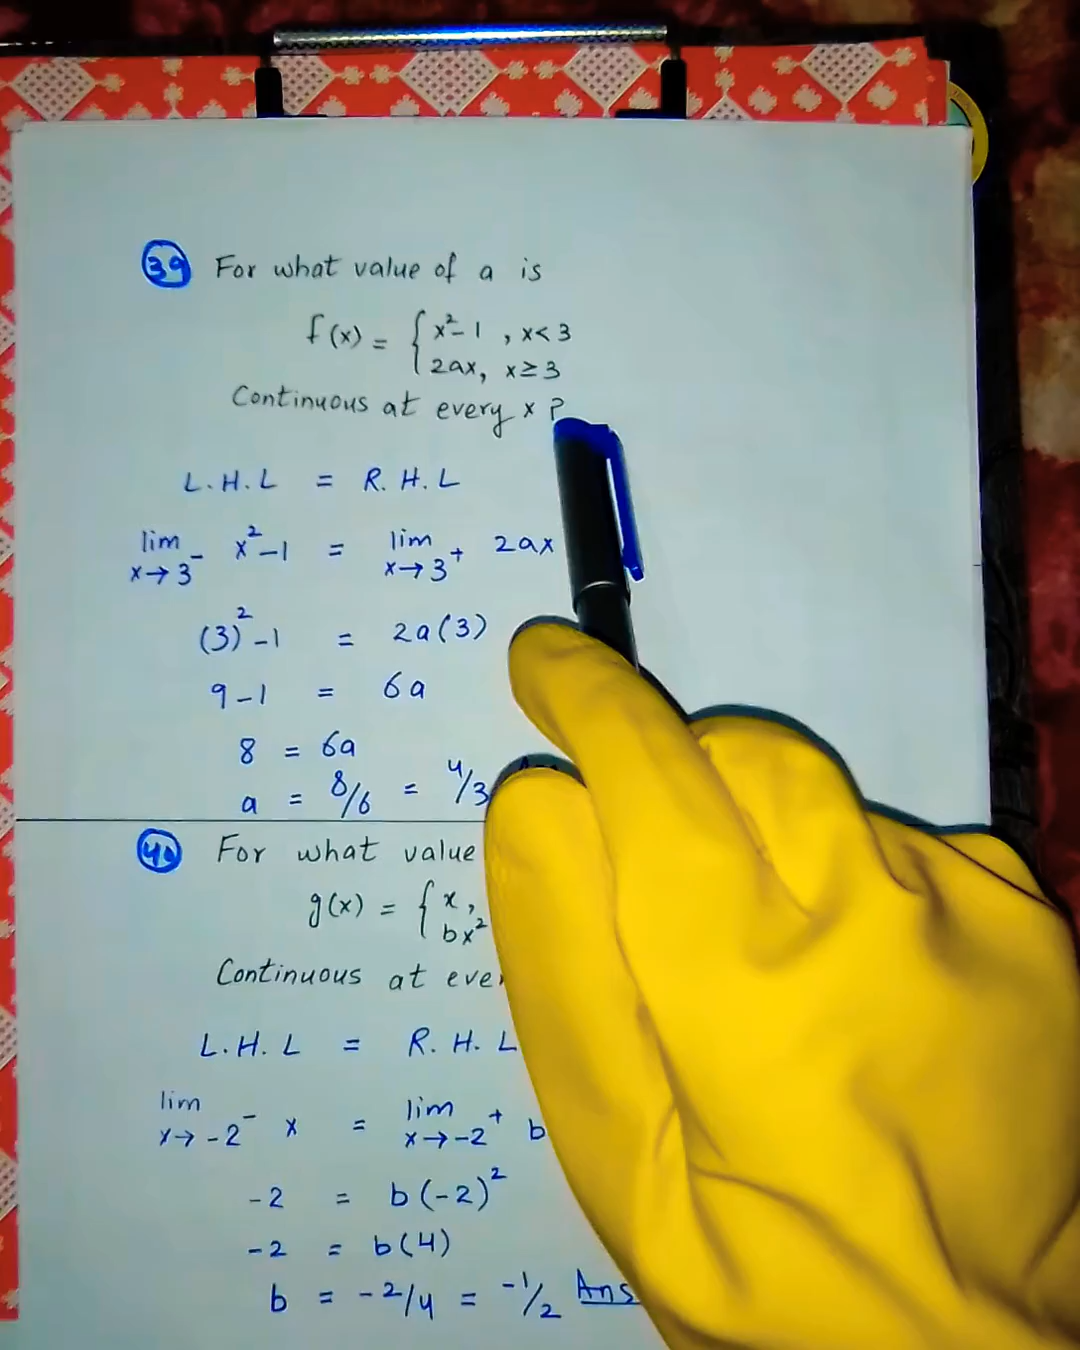 39 For what value of a is
f(x) = { x²-1 , x<3
2ax, x≥3
Continuous at every x ?
L.H.L = R.H.L
lim x→3⁻ x²-1 = lim x→3⁺ 2ax
(3)²-1 = 2a(3)
9-1 = 6a
8 = 6a
a = 8/6 = 4/3
40 For what value
g(x) = { x,
bx²
Continuous at
L.H.L = R.H.L
lim x→-2⁻ x = lim x→-2⁺ b
-2 = b(-2)²
-2 = b(4)
b = -2/4 = -1/2 Ans